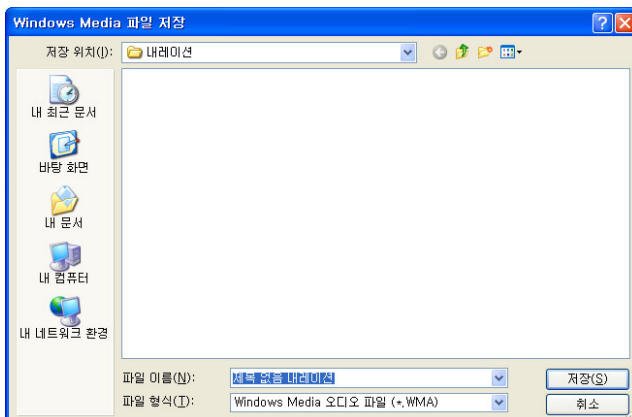 Windows Media 파일 저장
저장 위치(I): 내레이션
내 최근 문서
바탕 화면
내 문서
내 컴퓨터
내 네트워크 환경
파일 이름(N): 제목 없음 내레이션 저장(S)
파일 형식(T): Windows Media 오디오 파일 (*.WMA) 취소